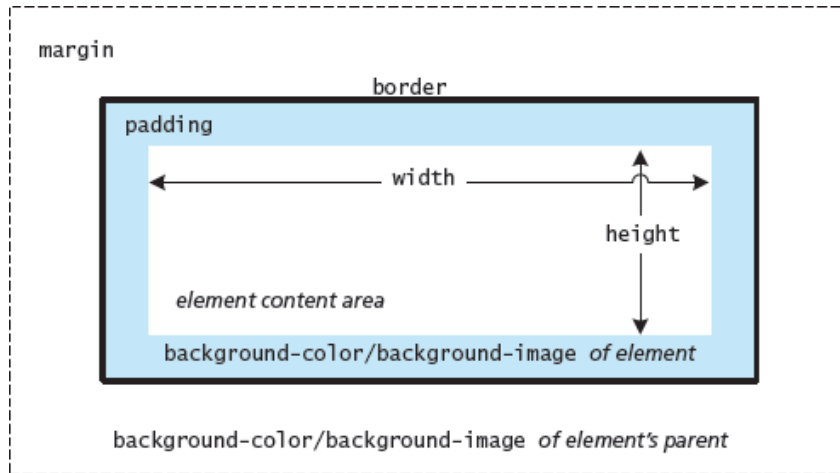 margin
border
padding
width
height
element content area
background-color/background-image of element
background-color/background-image of element's parent